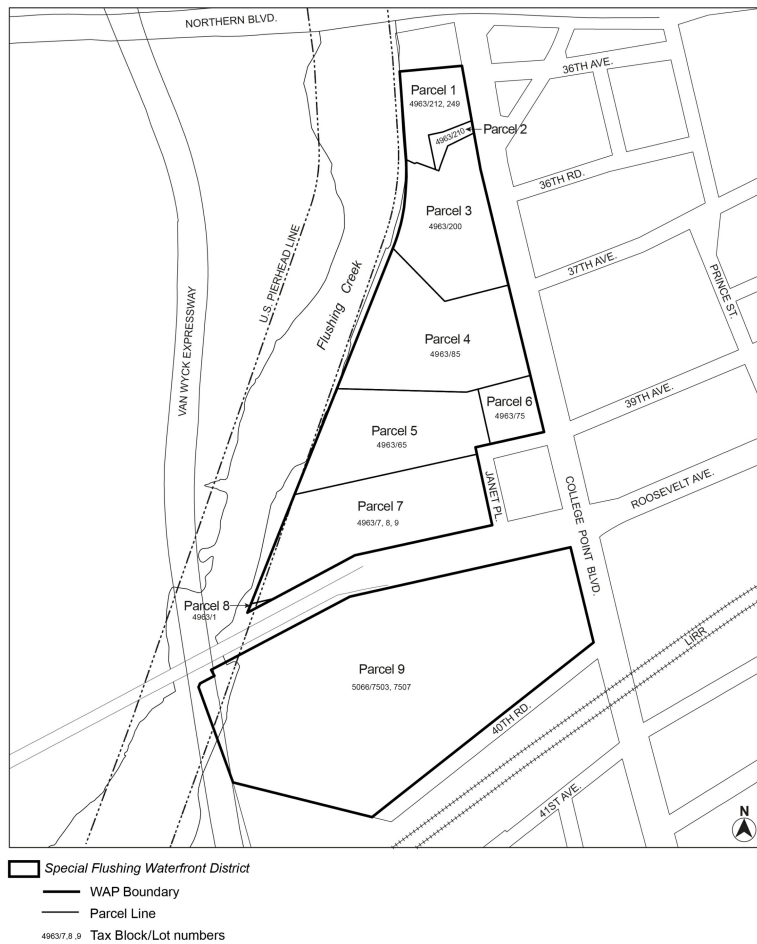 NORTHERN BLVD.
36TH AVE.
Parcel 1
4963/212, 249
4963/210
Parcel 2
36TH RD.
Parcel 3
4963/200
U.S. PIERHEAD LINE
37TH AVE.
PRINCE ST.
Flushing Creek
VAN WYCK EXPRESSWAY
Parcel 4
4963/85
39TH AVE.
Parcel 6
4963/75
Parcel 5
4963/65
JANET PL.
COLLEGE POINT BLVD.
ROOSEVELT AVE.
Parcel 7
4963/7, 8, 9
Parcel 8
4963/1
LIRR
Parcel 9
5066/7503, 7507
40TH RD.
41ST AVE.
N
Special Flushing Waterfront District
WAP Boundary
Parcel Line
4963/7,8 ,9 Tax Block/Lot numbers